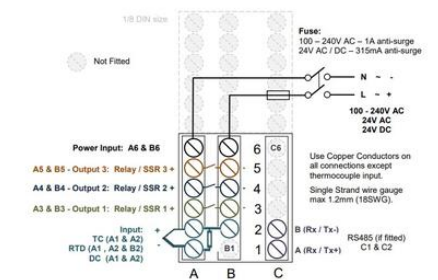 1/8 DIN size
Fuse:
100 – 240V AC – 1A anti-surge
24V AC / DC – 315mA anti-surge
Not Fitted
N ~ -
L ~ +
100 - 240V AC
24V AC
24V DC
Power Input: A6 & B6
6
C6
A5 & B5 - Output 3: Relay / SSR 3 +
-
5
A4 & B4 - Output 2: Relay / SSR 2 +
-
4
A3 & B3 - Output 1: Relay / SSR 1 +
-
3
Use Copper Conductors on
all connections except
thermocouple input.
Single Strand wire gauge
max 1.2mm (18SWG).
Input:
TC (A1 & A2)
RTD (A1 , A2 & B2)
DC (A1 & A2)
+
-
2
B1
1
B (Rx / Tx-)
A (Rx / Tx+)
RS485 (if fitted)
C1 & C2
A B C